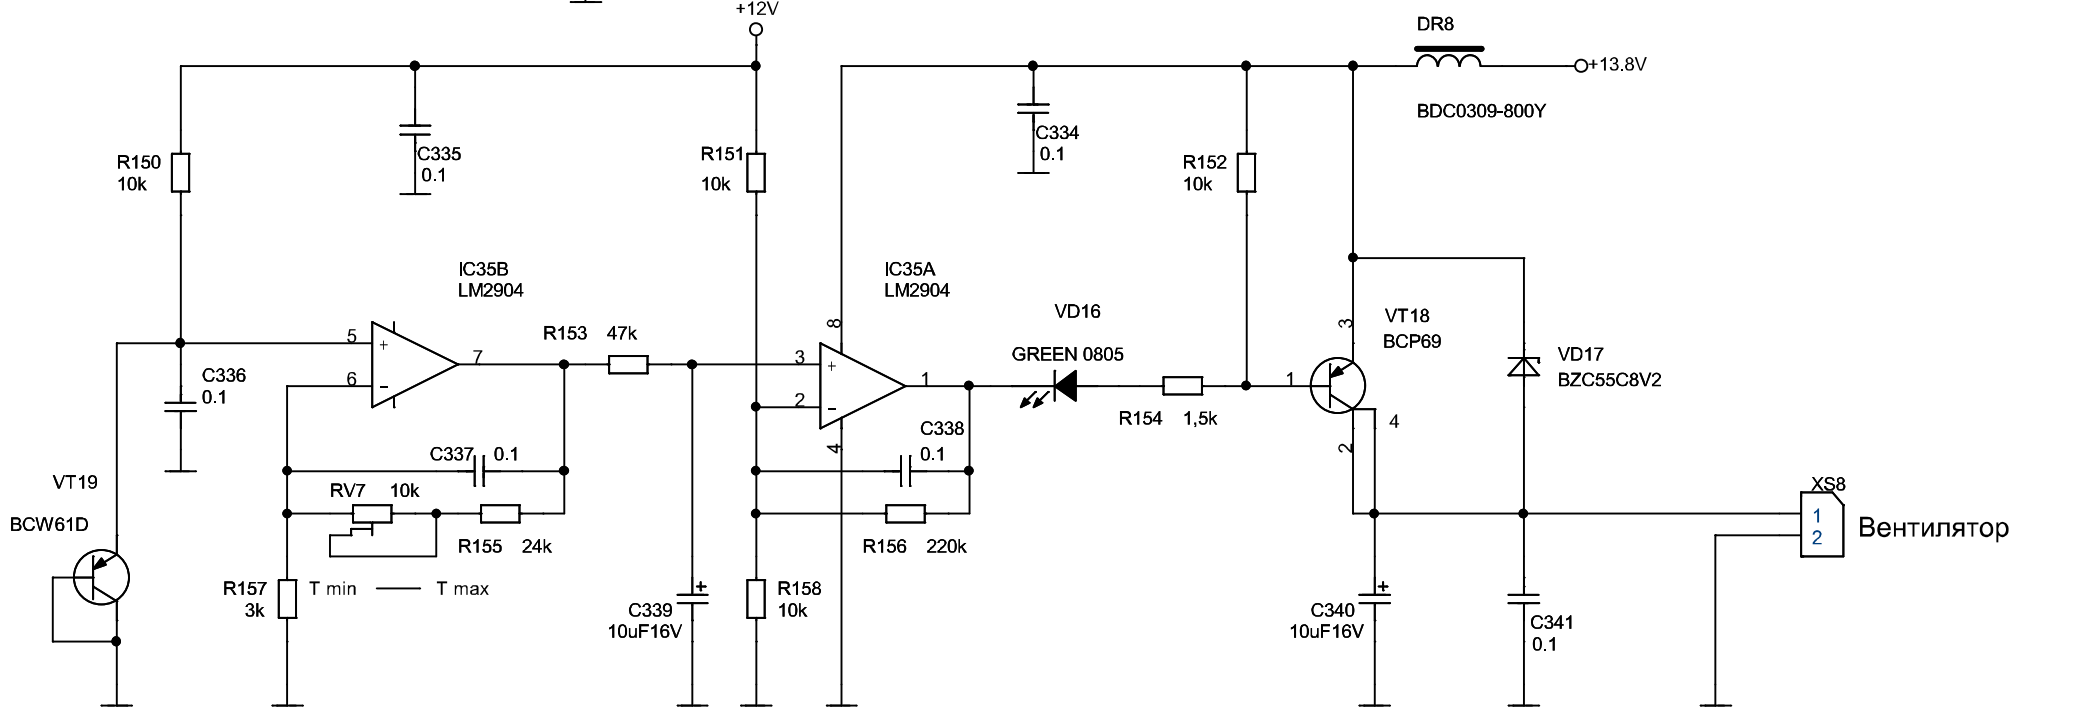 +12V
DR8
+13.8V
BDC0309-800Y
R150
10k
C335
0.1
R151
10k
C334
0.1
R152
10k
IC35B
LM2904
IC35A
LM2904
VD16
GREEN 0805
VT18
BCP69
VD17
BZC55C8V2
5
+
6
-
7
R153 47k
8
3
+
2
-
1
4
1
3
2
4
R154 1,5k
C336
0.1
C337 0.1
C338
0.1
RV7 10k
R155 24k
R156 220k
VT19
BCW61D
R157
3k
T min — T max
+
C339
10uF16V
R158
10k
+
C340
10uF16V
C341
0.1
XS8
1
2
Вентилятор